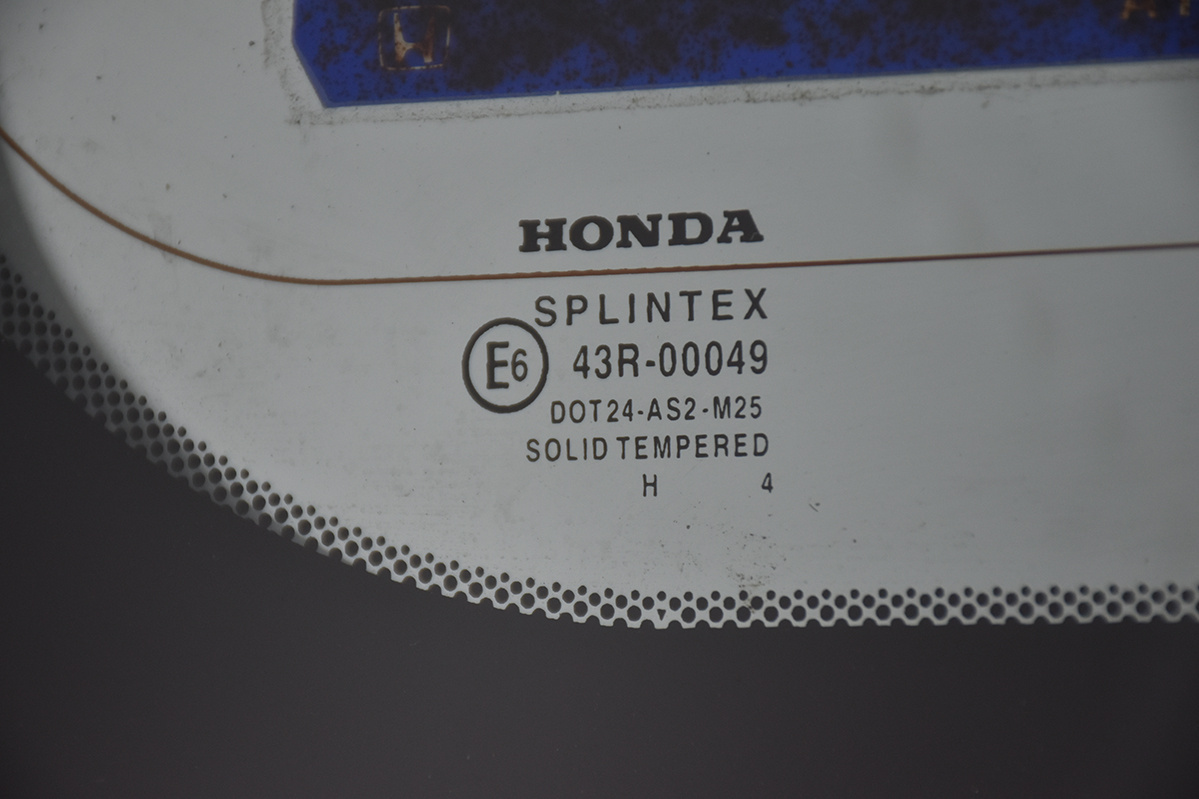 HONDA
SPLINTEX
E6 43R-00049
DOT24-AS2-M25
SOLID TEMPERED
H 4